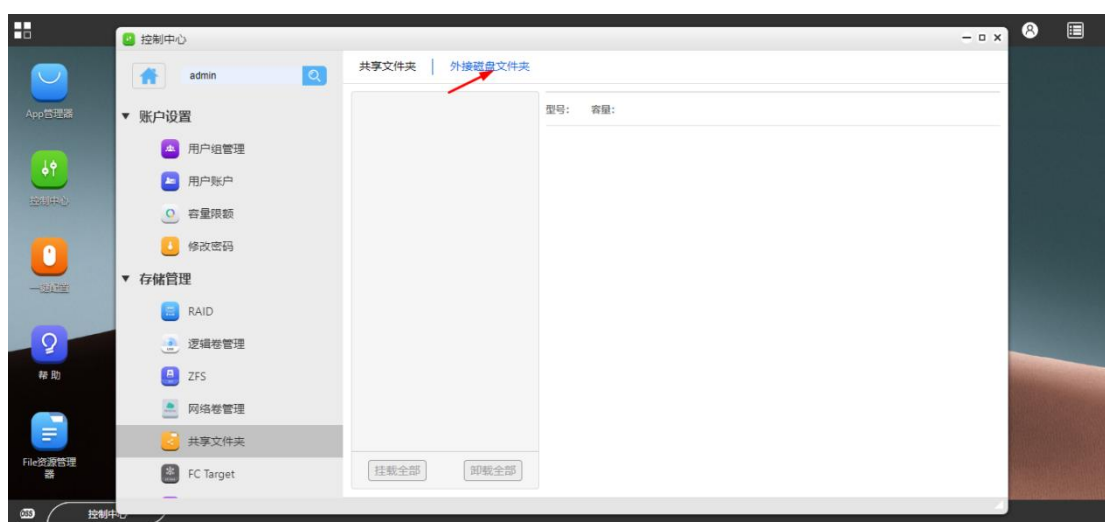 控制中心
admin
共享文件夹
外接磁盘文件夹
App管理器
账户设置
型号: 容量:
用户组管理
用户账户
控制中心
容量限额
修改密码
一键配置
存储管理
RAID
逻辑卷管理
帮助
ZFS
网络卷管理
共享文件夹
File资源管理器
FC Target
挂载全部
卸载全部
控制中心